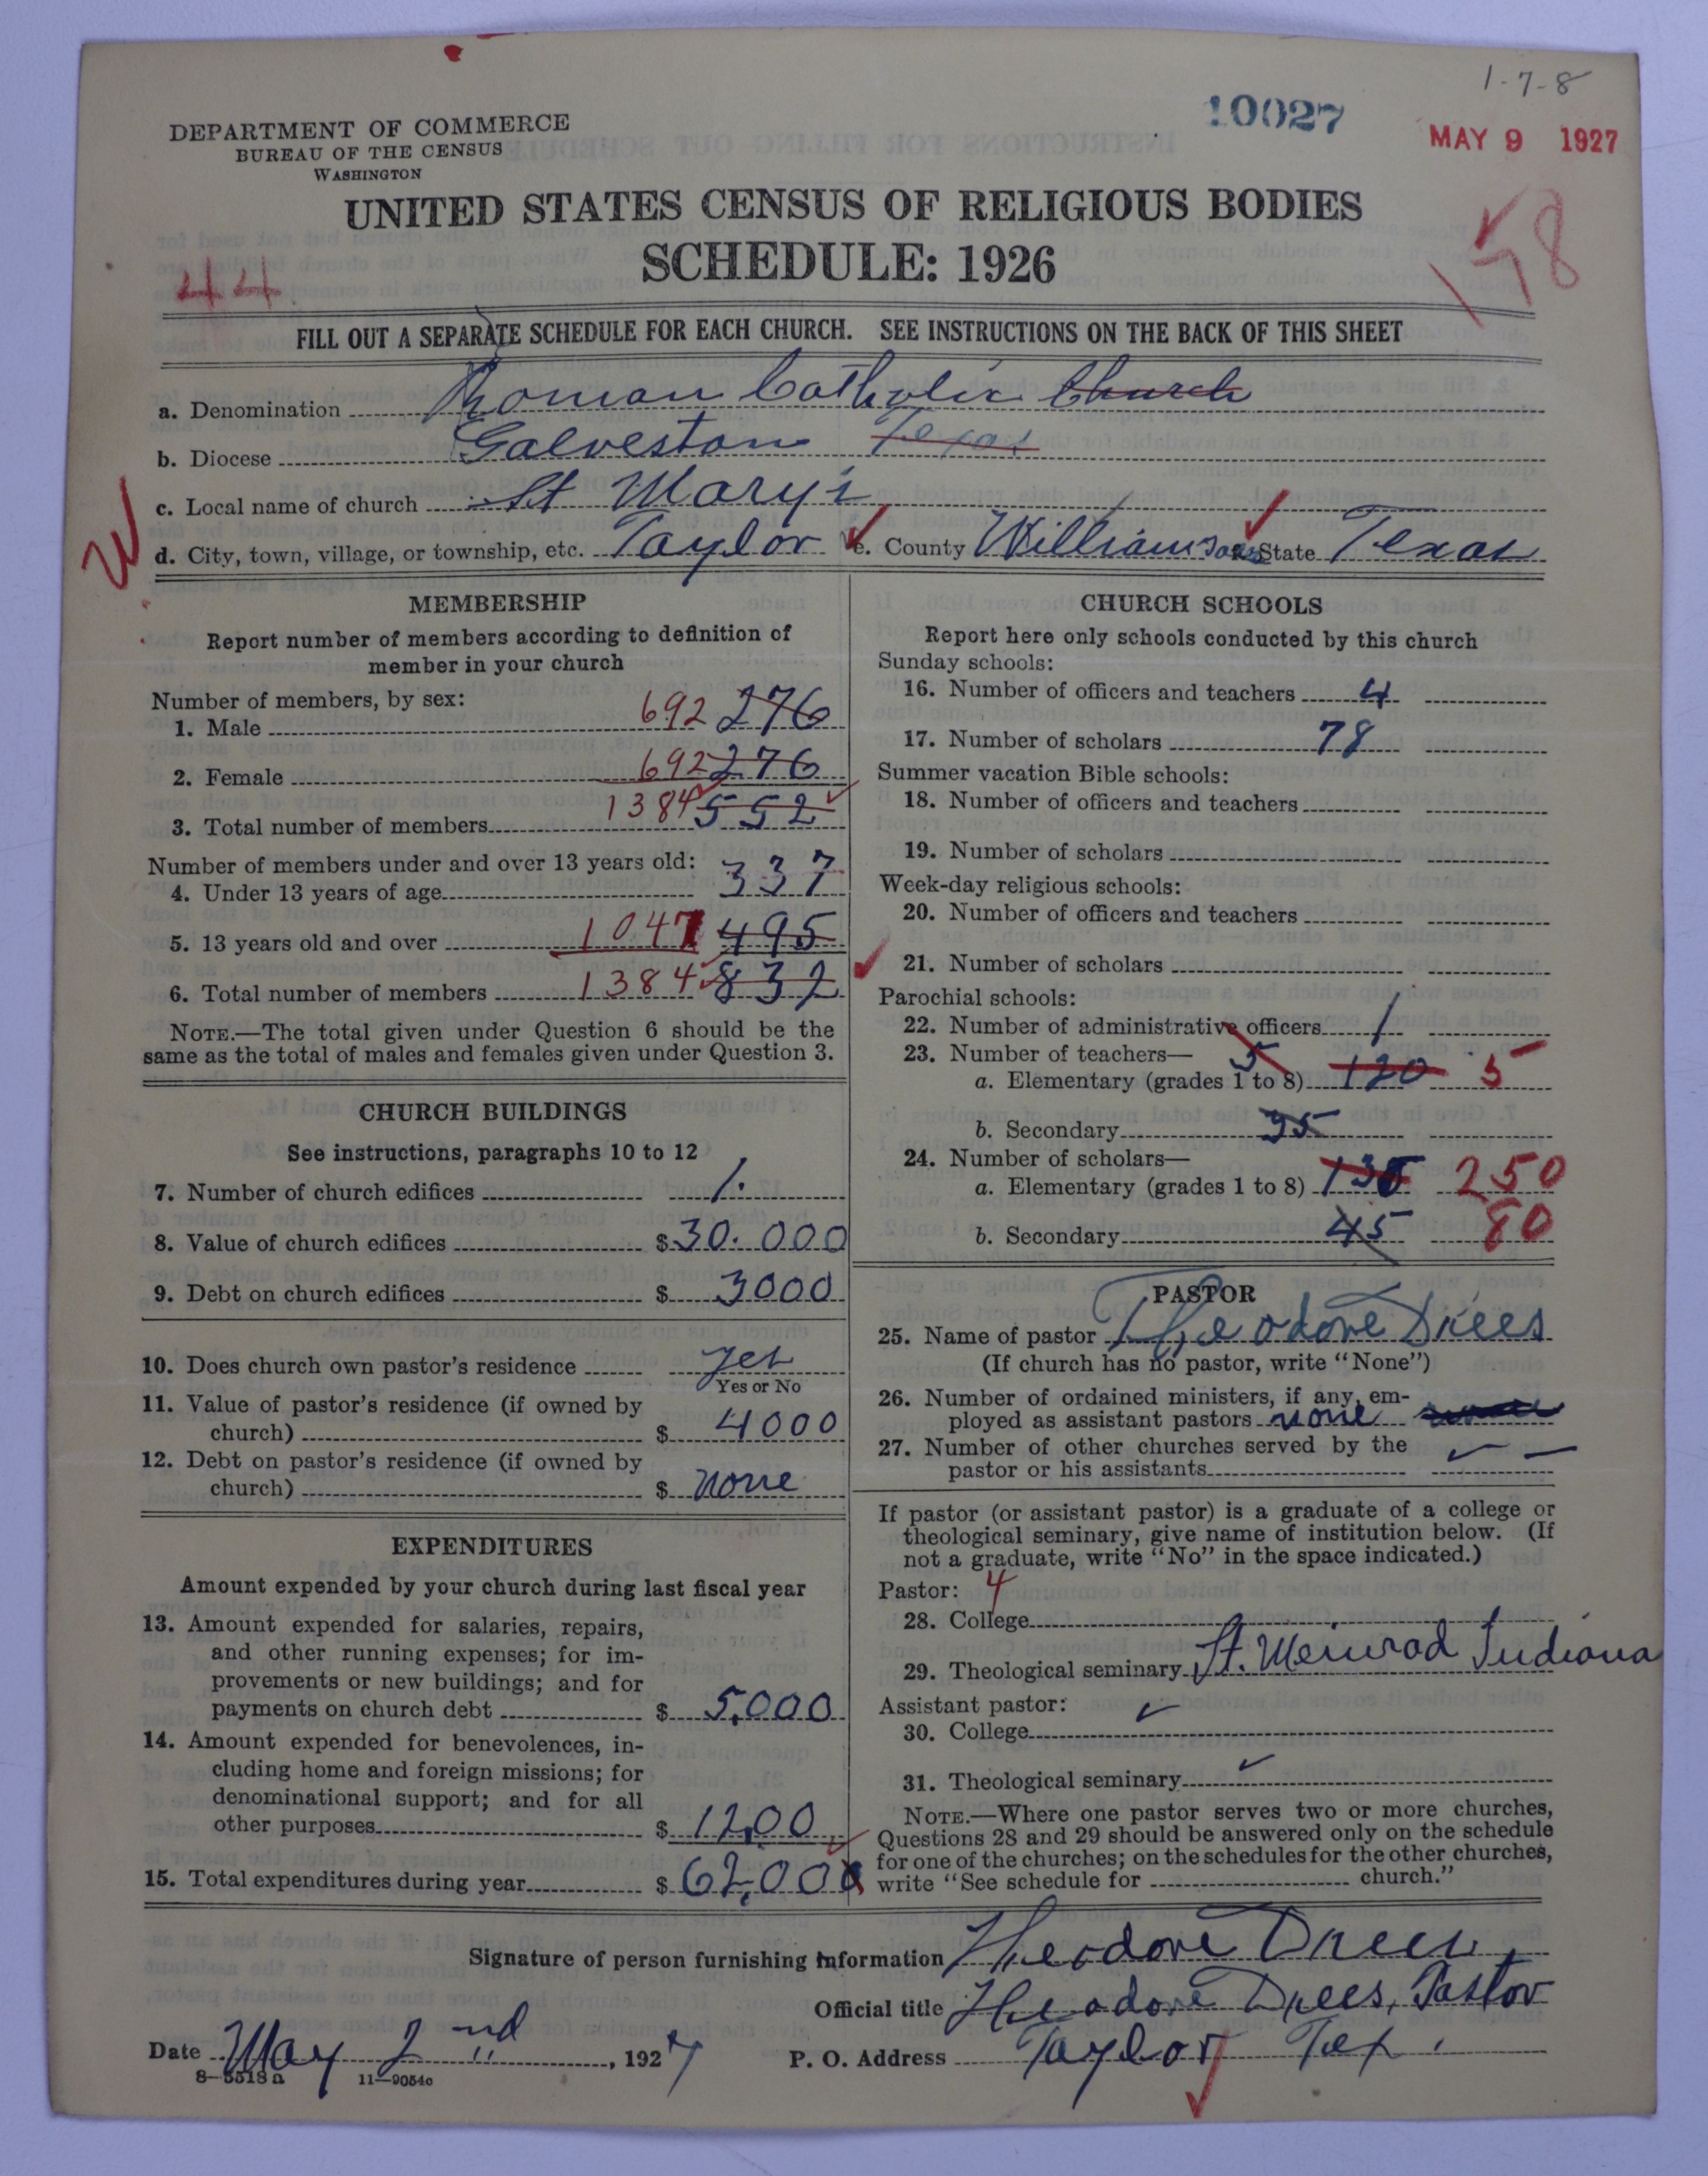 1-7-8
10027
MAY 9 1927
DEPARTMENT OF COMMERCE
BUREAU OF THE CENSUS
WASHINGTON
UNITED STATES CENSUS OF RELIGIOUS BODIES
SCHEDULE: 1926
44
158
FILL OUT A SEPARATE SCHEDULE FOR EACH CHURCH. SEE INSTRUCTIONS ON THE BACK OF THIS SHEET
a. Denomination Roman Catholic Church
b. Diocese Galveston Texas
c. Local name of church St Mary's
W
d. City, town, village, or township, etc. Taylor e. County Williamson State Texas
MEMBERSHIP
Report number of members according to definition of
member in your church
Number of members, by sex:
1. Male 692 276
2. Female 692 276
3. Total number of members 1384 552
Number of members under and over 13 years old:
4. Under 13 years of age 337
5. 13 years old and over 1047 495
6. Total number of members 1384 832
NOTE.—The total given under Question 6 should be the
same as the total of males and females given under Question 3.
CHURCH BUILDINGS
See instructions, paragraphs 10 to 12
7. Number of church edifices 1.
8. Value of church edifices $ 30.000
9. Debt on church edifices $ 3000
10. Does church own pastor's residence yes
Yes or No
11. Value of pastor's residence (if owned by
church) $ 4000
12. Debt on pastor's residence (if owned by
church) $ none
EXPENDITURES
Amount expended by your church during last fiscal year
13. Amount expended for salaries, repairs,
and other running expenses; for im-
provements or new buildings; and for
payments on church debt $ 5,000
14. Amount expended for benevolences, in-
cluding home and foreign missions; for
denominational support; and for all
other purposes $ 12,00
15. Total expenditures during year $ 62,000
CHURCH SCHOOLS
Report here only schools conducted by this church
Sunday schools:
16. Number of officers and teachers 4
17. Number of scholars 78
Summer vacation Bible schools:
18. Number of officers and teachers
19. Number of scholars
Week-day religious schools:
20. Number of officers and teachers
21. Number of scholars
Parochial schools:
22. Number of administrative officers 1
23. Number of teachers— 5
a. Elementary (grades 1 to 8) 120 5
b. Secondary 35
24. Number of scholars—
a. Elementary (grades 1 to 8) 130 250
b. Secondary 45 80
PASTOR
25. Name of pastor Theodore Drees
(If church has no pastor, write "None")
26. Number of ordained ministers, if any, em-
ployed as assistant pastors none
27. Number of other churches served by the
pastor or his assistants
If pastor (or assistant pastor) is a graduate of a college or
theological seminary, give name of institution below. (If
not a graduate, write "No" in the space indicated.)
Pastor: 4
28. College
29. Theological seminary St. Meinrad Indiana
Assistant pastor:
30. College
31. Theological seminary
NOTE.—Where one pastor serves two or more churches,
Questions 28 and 29 should be answered only on the schedule
for one of the churches; on the schedules for the other churches,
write "See schedule for church."
Signature of person furnishing information Theodore Drees
Official title Theodore Drees, Pastor
Date May 2nd, 1927 P. O. Address Taylor Tex.
8-5518a 11—9054c